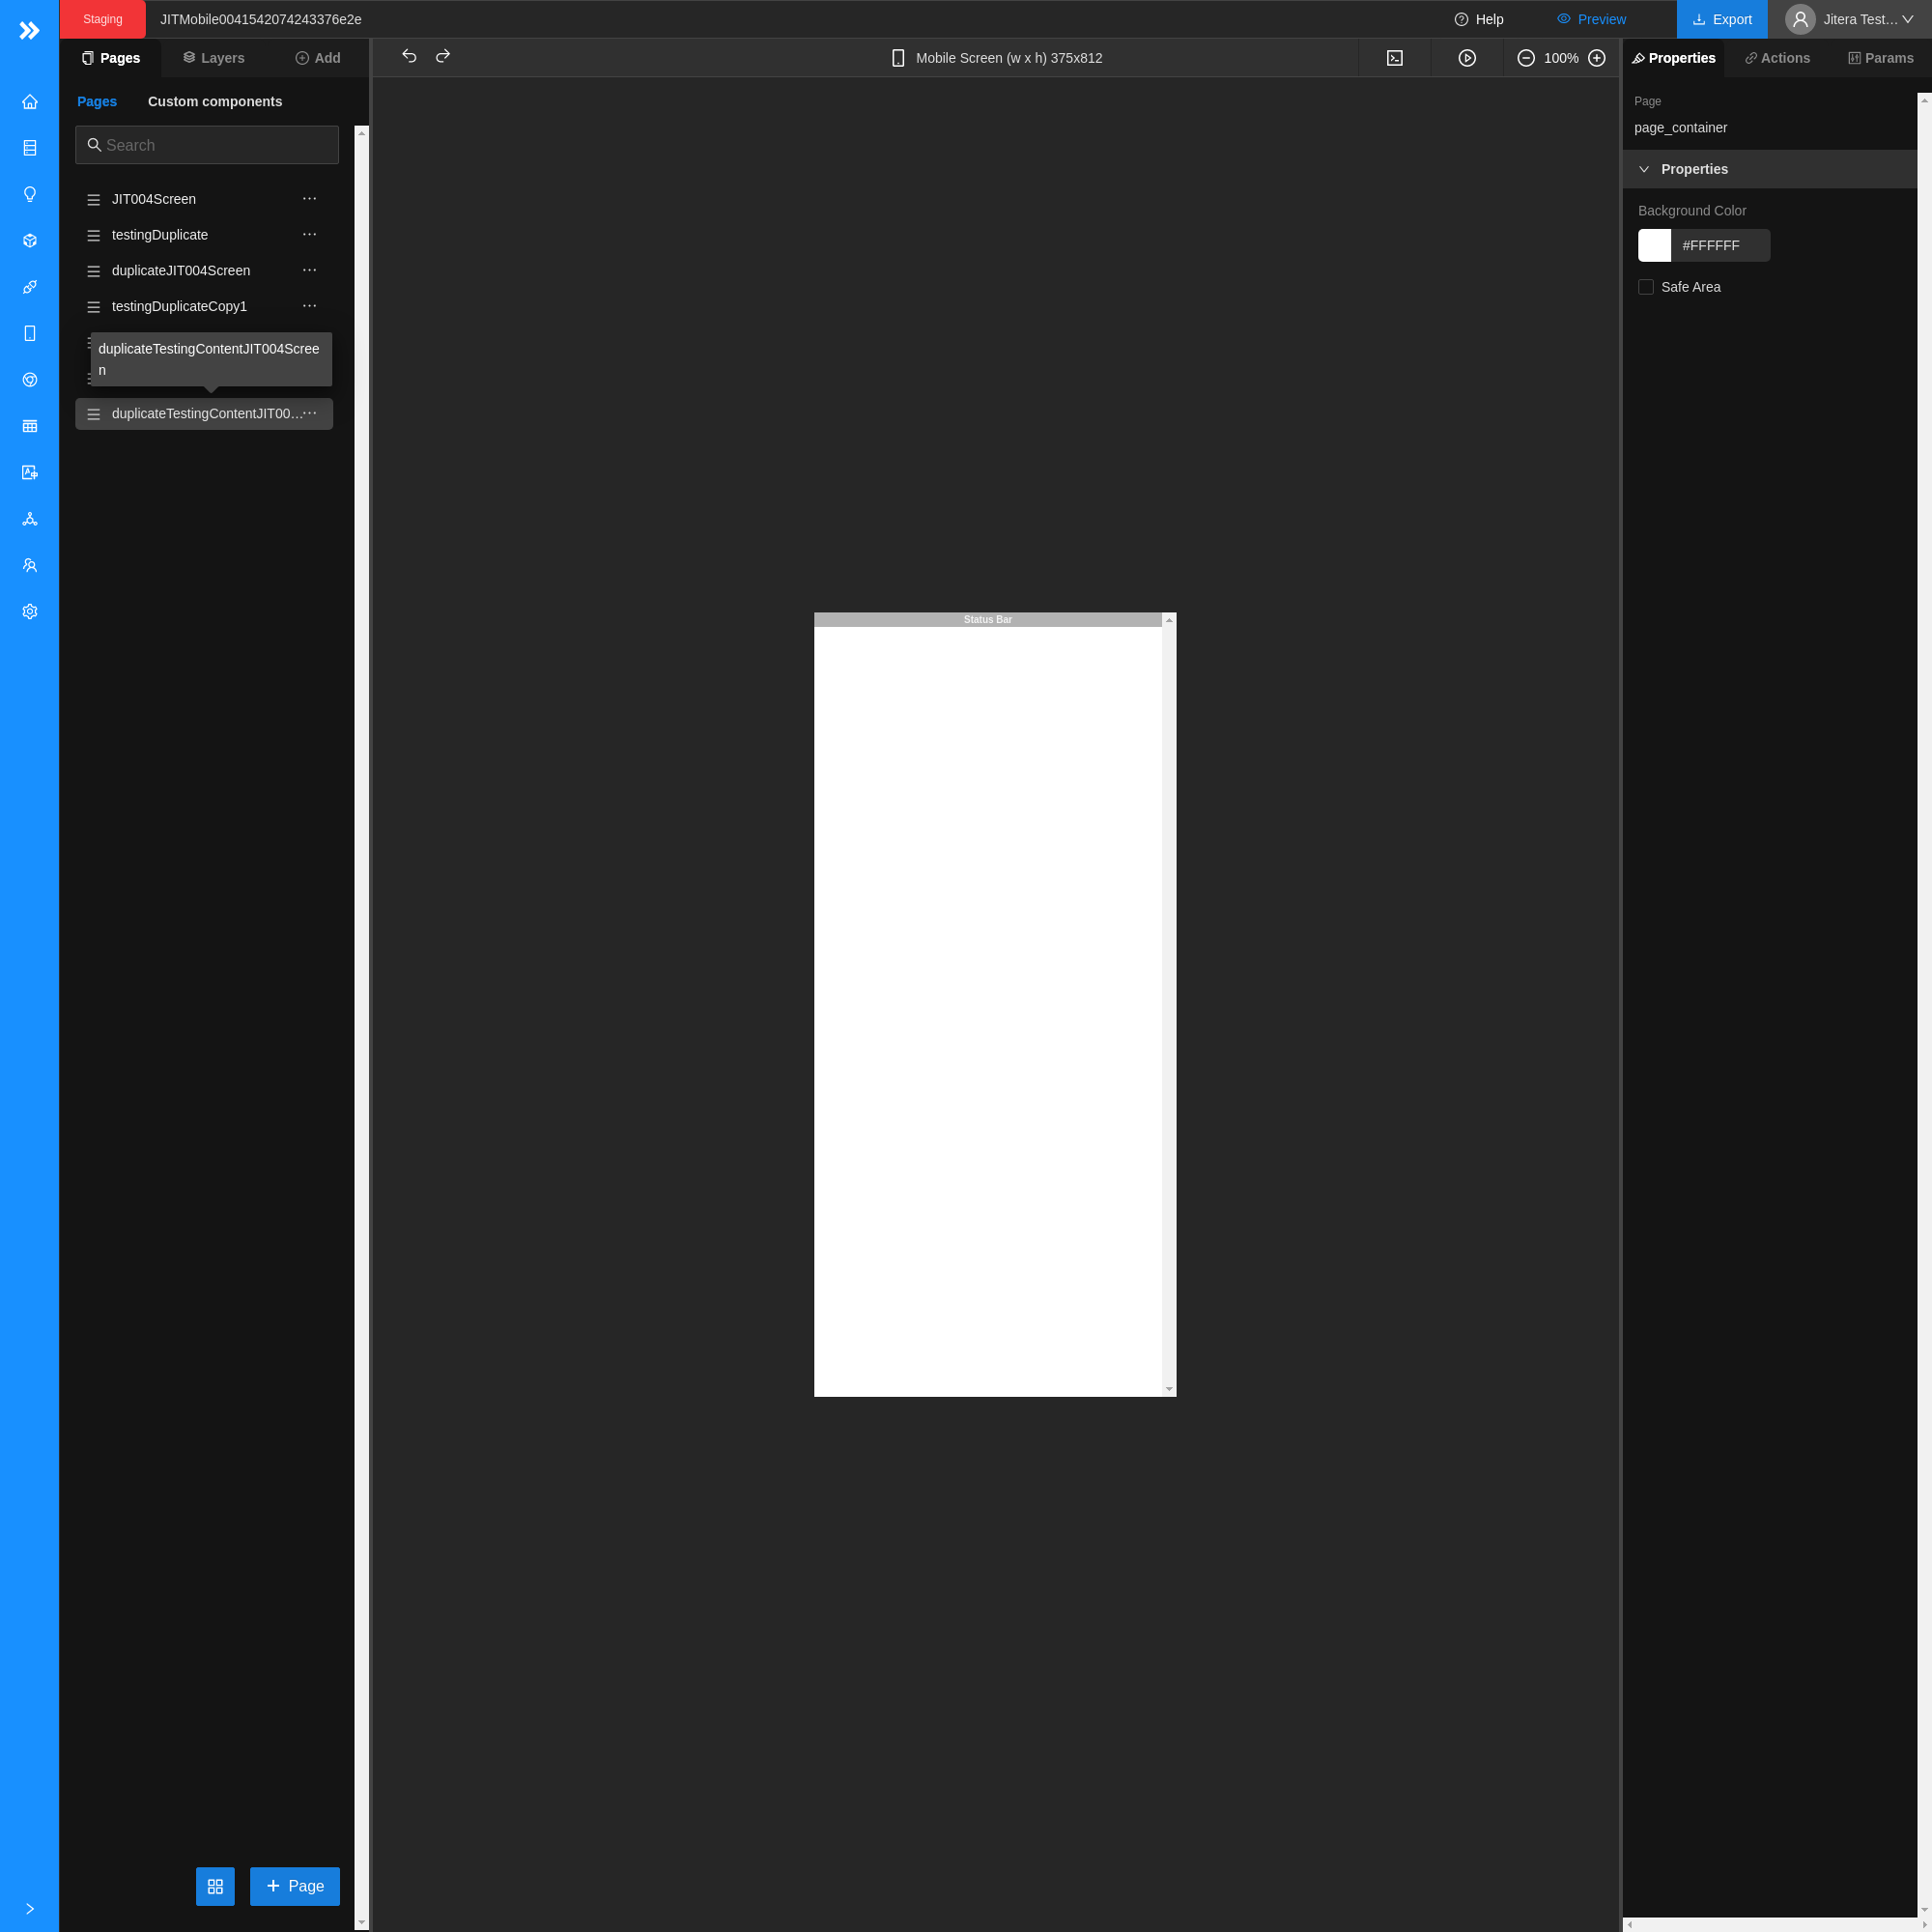 Staging
JITMobile0041542074243376e2e
Help
Preview
Export
Jitera Test…
Pages
Layers
Add
Mobile Screen (w x h) 375x812
100%
Properties
Actions
Params
Pages
Custom components
Search
JIT004Screen
testingDuplicate
duplicateJIT004Screen
testingDuplicateCopy1
duplicateTestingContentJIT004Scree
n
duplicateTestingContentJIT00…
Page
Status Bar
Page
page_container
Properties
Background Color
#FFFFFF
Safe Area